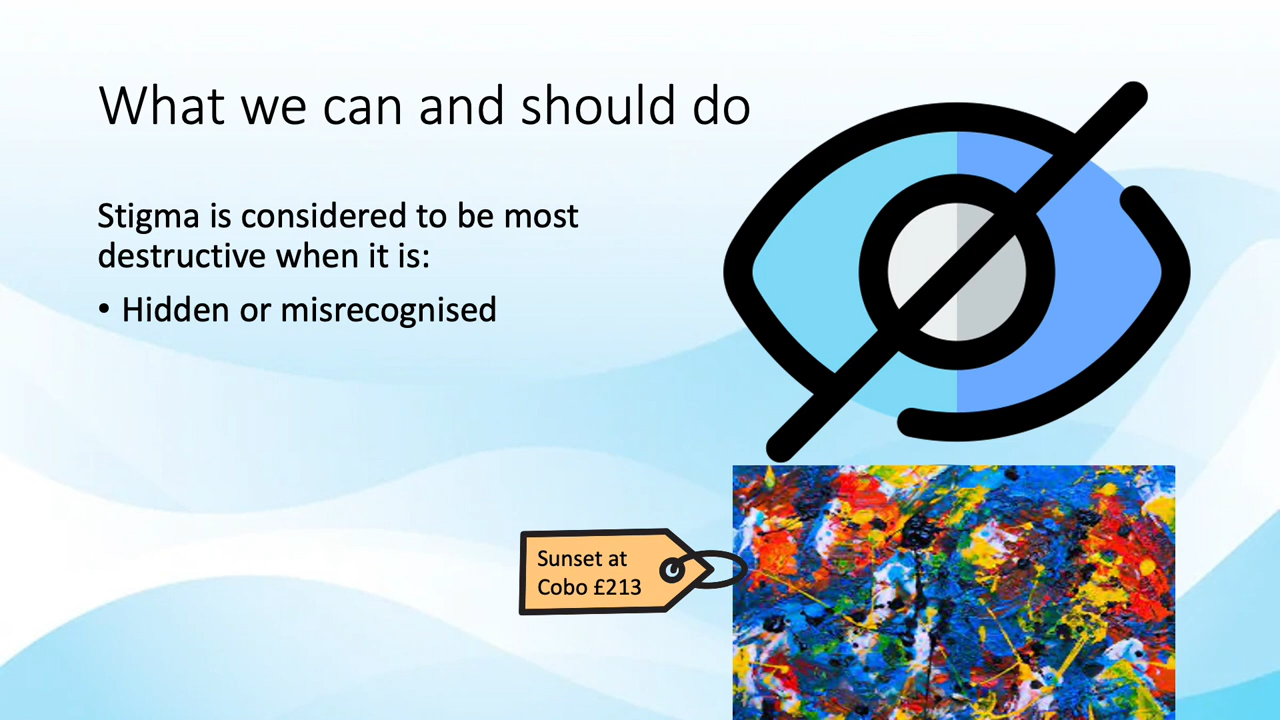 What we can and should do
Stigma is considered to be most
destructive when it is:
• Hidden or misrecognised
Sunset at
Cobo £213